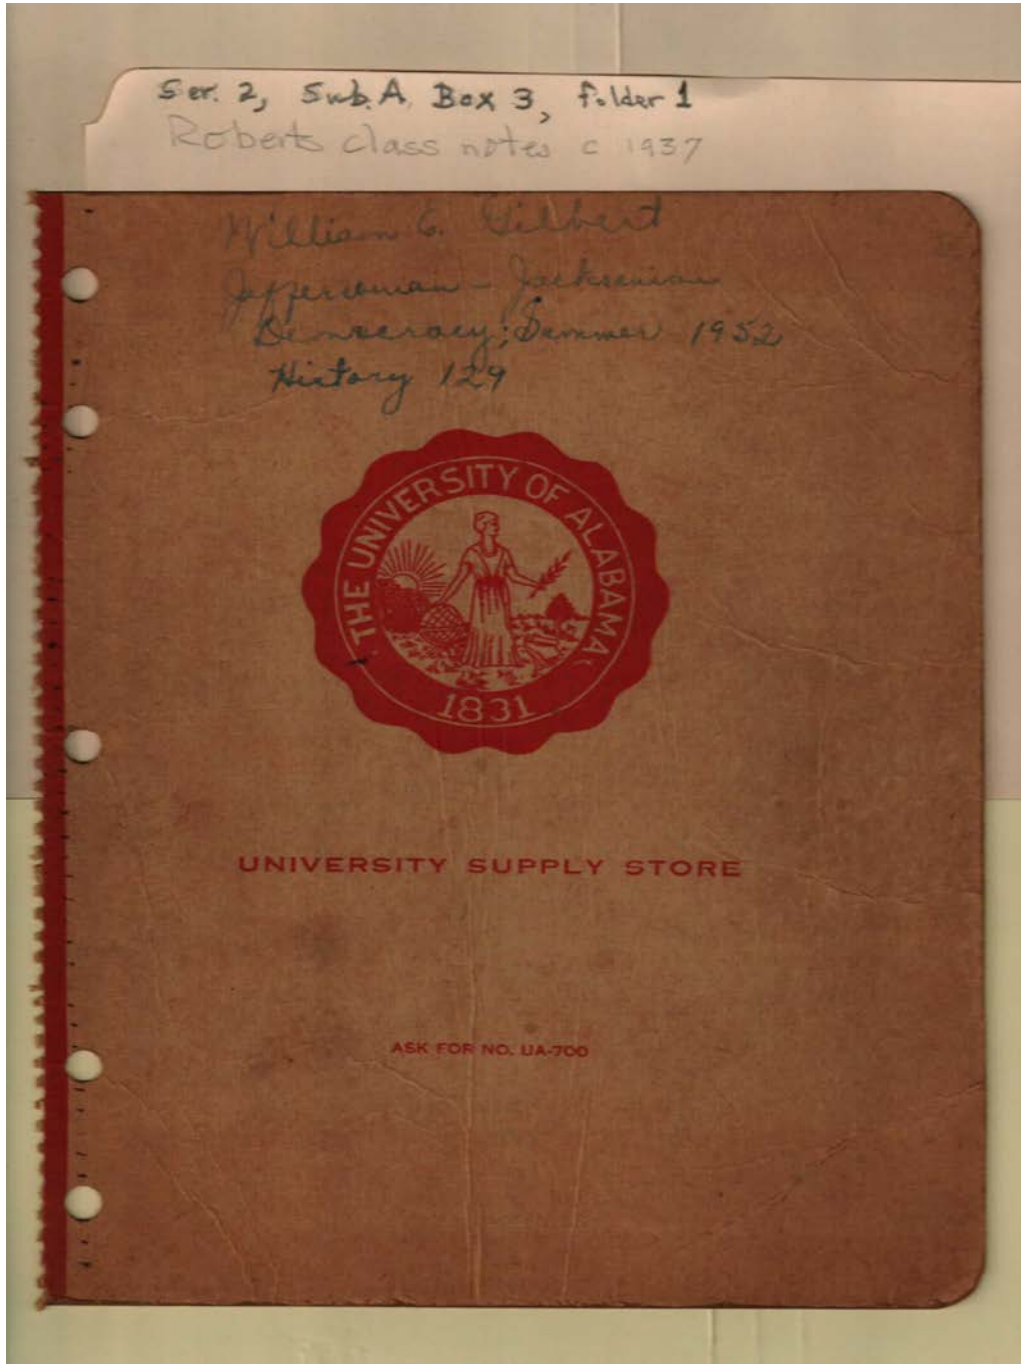 Ser. 2, Sub. A. Box 3, folder 1
Roberts class notes c 1937
William G. Gilbert
Jeffersonian - Jacksonian
Democracy; Summer 1952
History 129
THE UNIVERSITY OF ALABAMA
1831
UNIVERSITY SUPPLY STORE
ASK FOR NO. UA-700